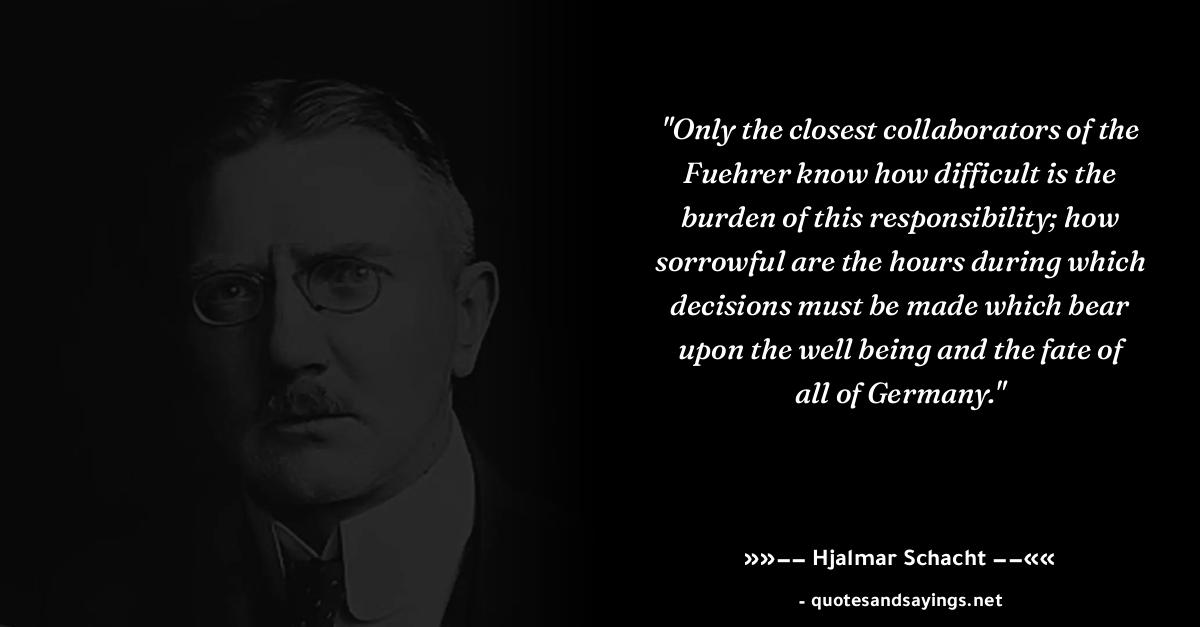 "Only the closest collaborators of the
Fuehrer know how difficult is the
burden of this responsibility; how
sorrowful are the hours during which
decisions must be made which bear
upon the well being and the fate of
all of Germany."
»»–– Hjalmar Schacht ––««
- quotesandsayings.net